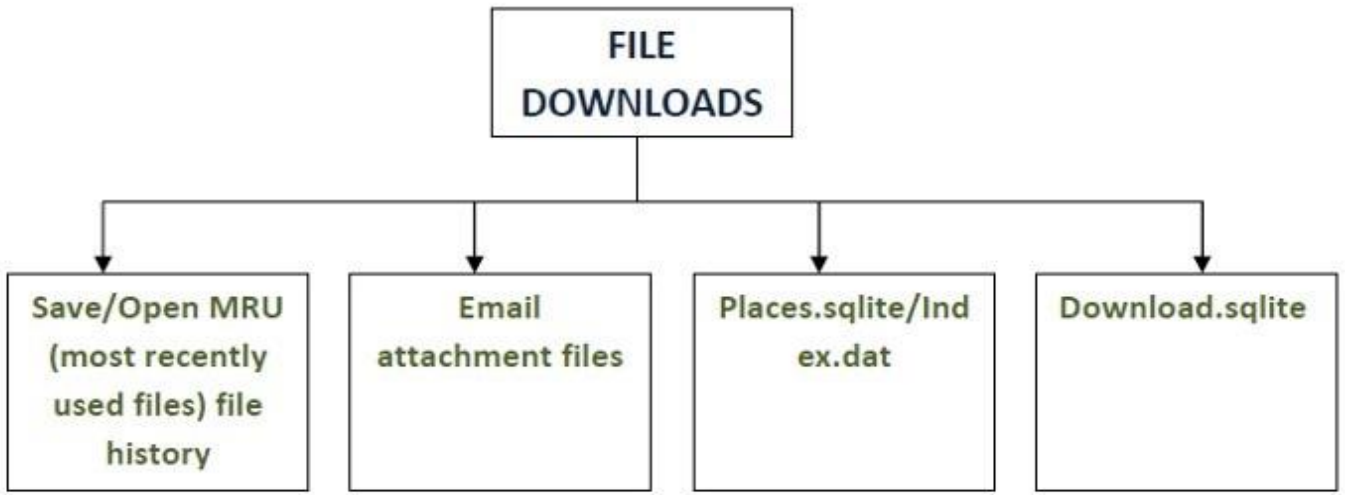 FILE
DOWNLOADS
Save/Open MRU
(most recently
used files) file
history
Email
attachment files
Places.sqlite/Ind
ex.dat
Download.sqlite